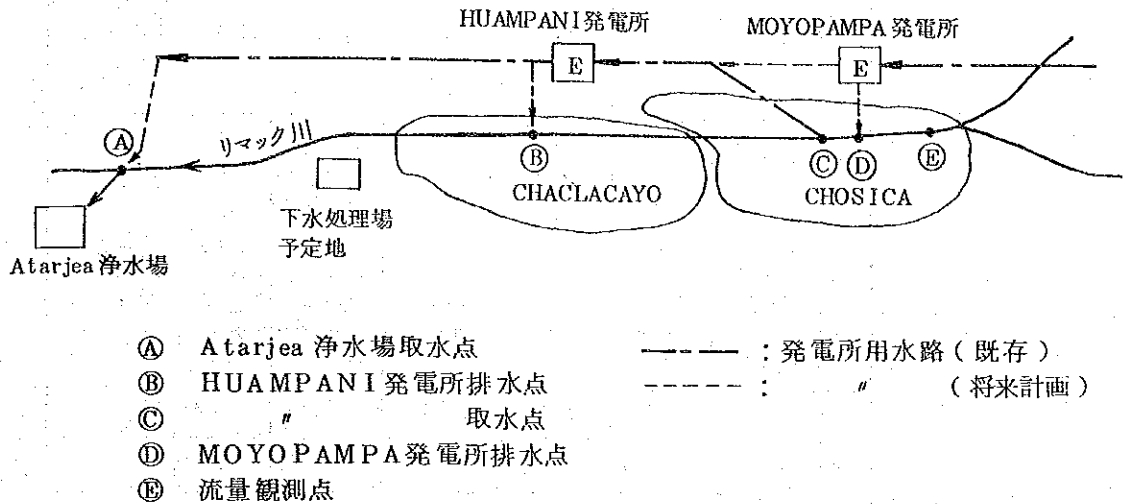 HUAMPANI発電所
MOYOPAMPA発電所
E
E
リマック川
Ⓐ
Ⓑ
Ⓒ
Ⓓ
Ⓔ
CHACLACAYO
CHOSICA
下水処理場
予定地
Atarjea浄水場
Ⓐ Atarjea浄水場取水点
Ⓑ HUAMPANI発電所排水点
Ⓒ 〃 取水点
Ⓓ MOYOPAMPA発電所排水点
Ⓔ 流量観測点
:発電所用水路(既存)
: 〃 (将来計画)